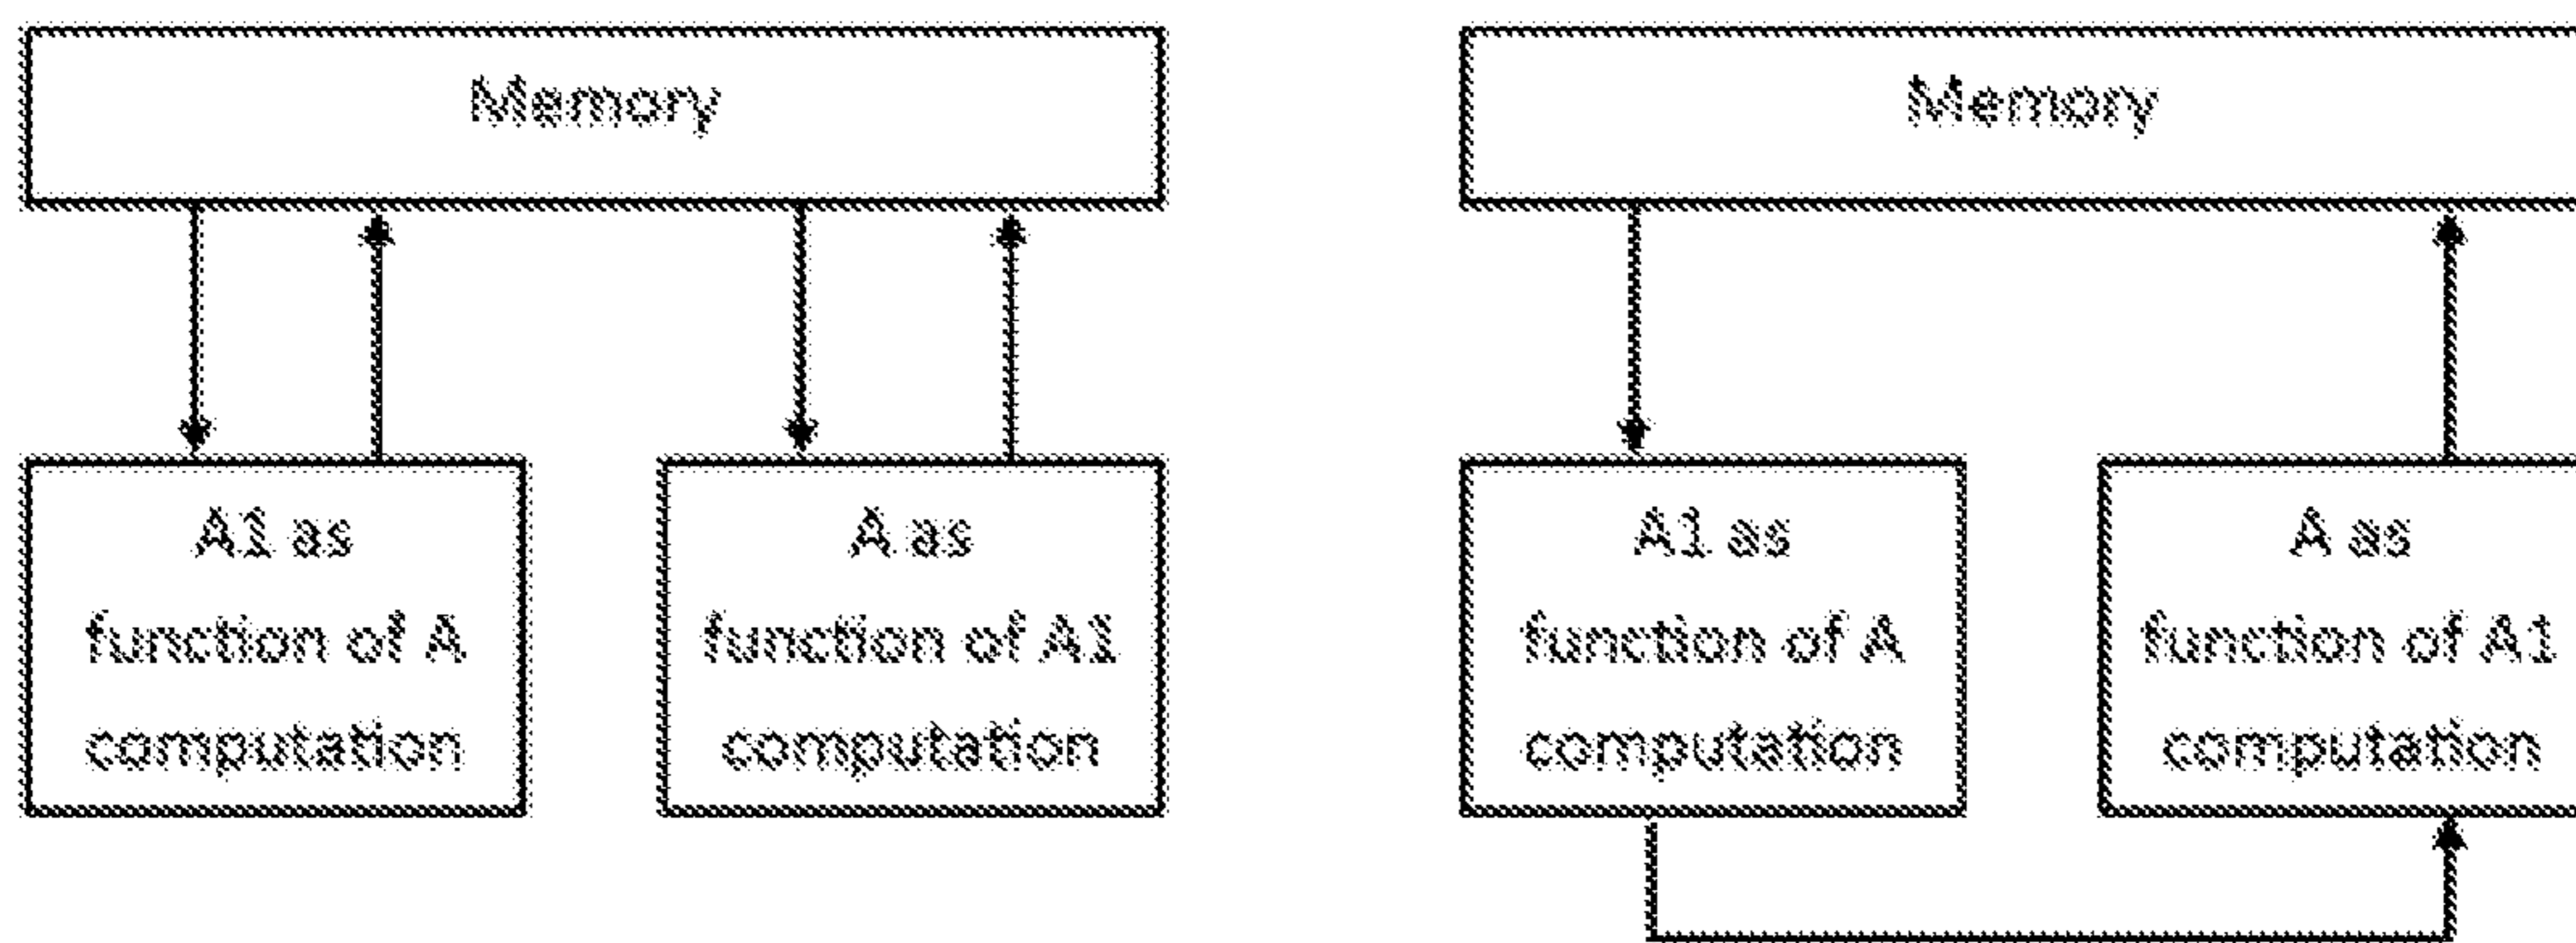 Memory
A1 as
function of A
computation
A as
function of A1
computation
Memory
A1 as
function of A
computation
A as
function of A1
computation